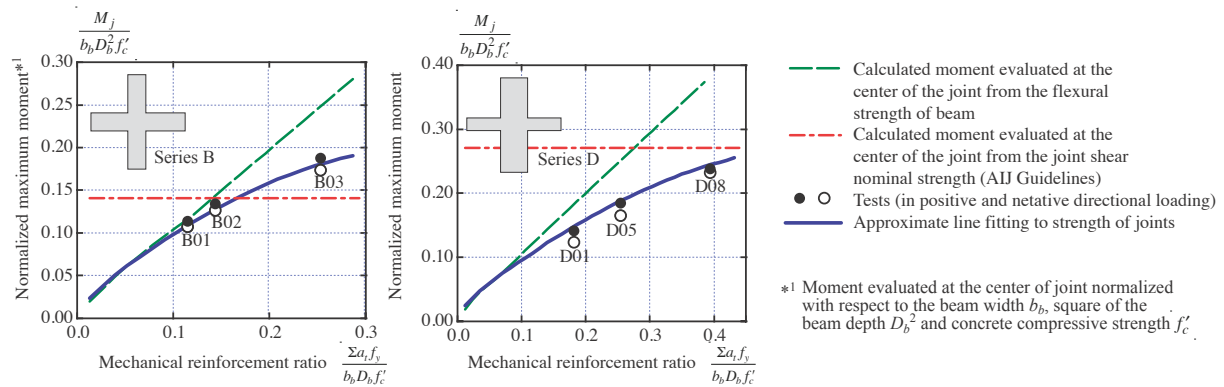 M_j
b_b D_b^2 f_c′
0.30
0.25
0.20
0.15
0.10
0.05
0.00
Normalized maximum moment*1
Series B
B03
B02
B01
0.0
0.1
0.2
0.3
Mechanical reinforcement ratio
Σa_t f_y
b_b D_b f_c′
M_j
b_b D_b^2 f_c′
0.40
0.30
0.20
0.10
0.00
Normalized maximum moment
Series D
D08
D05
D01
0.0
0.1
0.2
0.3
0.4
Mechanical reinforcement ratio
Σa_t f_y
b_b D_b f_c′
Calculated moment evaluated at the
center of the joint from the flexural
strength of beam
Calculated moment evaluated at the
center of the joint from the joint shear
nominal strength (AIJ Guidelines)
Tests (in positive and netative directional loading)
Approximate line fitting to strength of joints
*1 Moment evaluated at the center of joint normalized
with respect to the beam width b_b, square of the
beam depth D_b^2 and concrete compressive strength f_c′